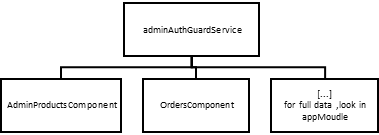 adminAuthGuardService
AdminProductsComponent
OrdersComponent
[...]
for full data ,look in
appMoudle